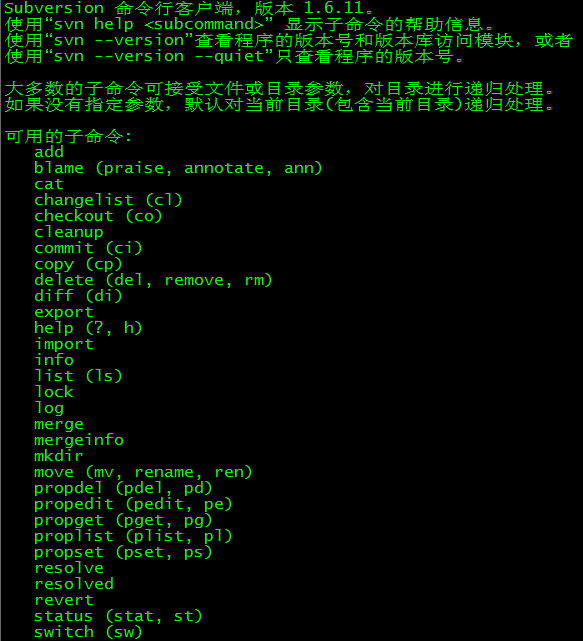 Subversion 命令行客户端，版本 1.6.11。
使用“svn help <subcommand>” 显示子命令的帮助信息。
使用“svn --version”查看程序的版本号和版本库访问模块，或者
使用“svn --version --quiet”只查看程序的版本号。
大多数的子命令可接受文件或目录参数，对目录进行递归处理。
如果没有指定参数，默认对当前目录(包含当前目录)递归处理。
可用的子命令:
add
blame (praise, annotate, ann)
cat
changelist (cl)
checkout (co)
cleanup
commit (ci)
copy (cp)
delete (del, remove, rm)
diff (di)
export
help (?, h)
import
info
list (ls)
lock
log
merge
mergeinfo
mkdir
move (mv, rename, ren)
propdel (pdel, pd)
propedit (pedit, pe)
propget (pget, pg)
proplist (plist, pl)
propset (pset, ps)
resolve
resolved
revert
status (stat, st)
switch (sw)